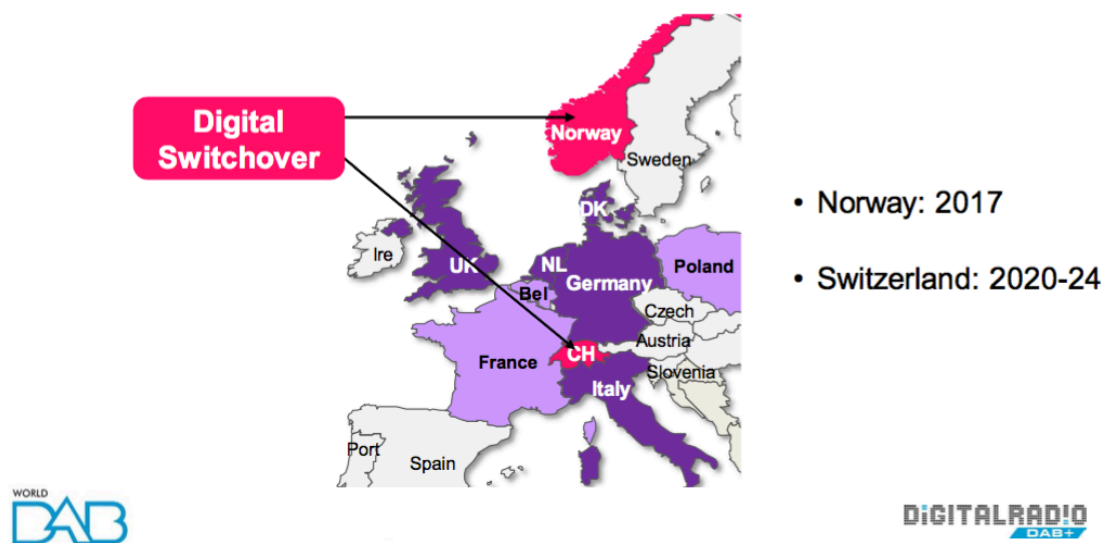 Digital
Switchover
Norway
Sweden
• Norway: 2017
DK
Ire
UK
NL
Germany
Poland
• Switzerland: 2020-24
Bel
Czech
Austria
France
CH
Slovenia
Italy
Port
Spain
WORLD
DAB
DiGITALRAD!O
DAB+